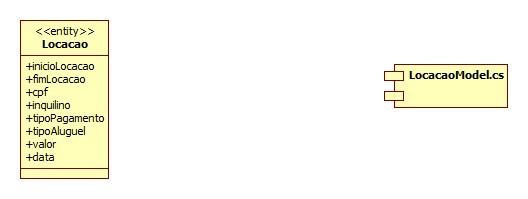 <<entity>>
Locacao
+inicioLocacao
+fimLocacao
+cpf
+inquilino
+tipoPagamento
+tipoAluguel
+valor
+data
LocacaoModel.cs